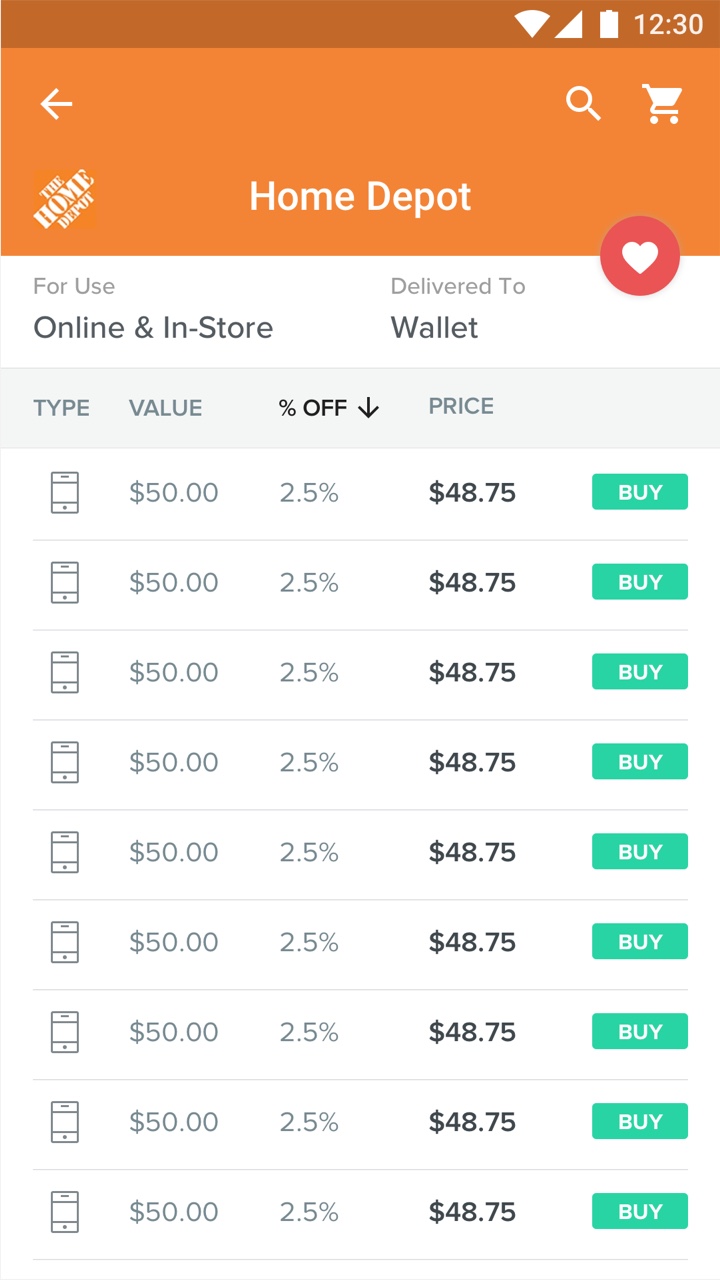 12:30
THE
HOME
DEPOT
Home Depot
For Use Delivered To
Online & In-Store Wallet
TYPE VALUE % OFF PRICE
$50.00 2.5% $48.75 BUY
$50.00 2.5% $48.75 BUY
$50.00 2.5% $48.75 BUY
$50.00 2.5% $48.75 BUY
$50.00 2.5% $48.75 BUY
$50.00 2.5% $48.75 BUY
$50.00 2.5% $48.75 BUY
$50.00 2.5% $48.75 BUY
$50.00 2.5% $48.75 BUY